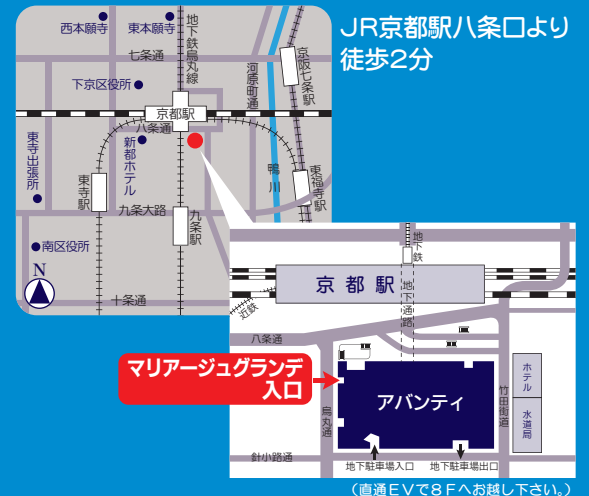 JR京都駅八条口より
徒歩2分
西本願寺
東本願寺
地下鉄烏丸線
七条通
河原町通
京阪七条駅
下京区役所
京都駅
八条通
東寺出張所
新都ホテル
東寺駅
鴨川
東福寺駅
九条大路
九条駅
南区役所
N
十条通
地下鉄
京都駅
地下通路
近鉄
八条通
マリアージュグランデ
入口
アバンティ
烏丸通
竹田街道
ホテル
水道局
針小路通
地下駐車場入口
地下駐車場出口
(直通EVで8Fへお越し下さい。)